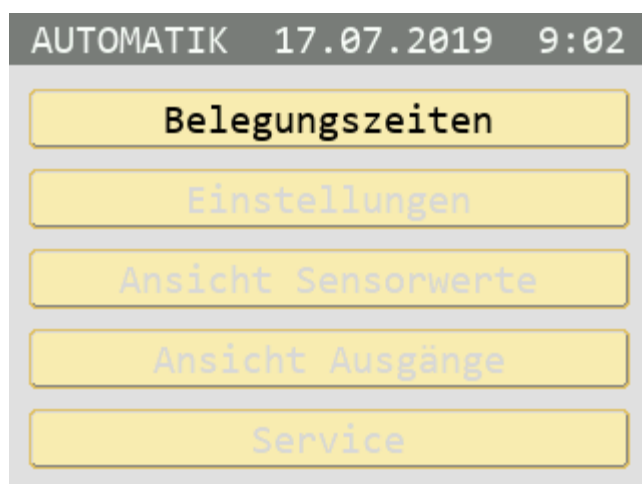 AUTOMATIK 17.07.2019 9:02
Belegungszeiten
Einstellungen
Ansicht Sensorwerte
Ansicht Ausgänge
Service